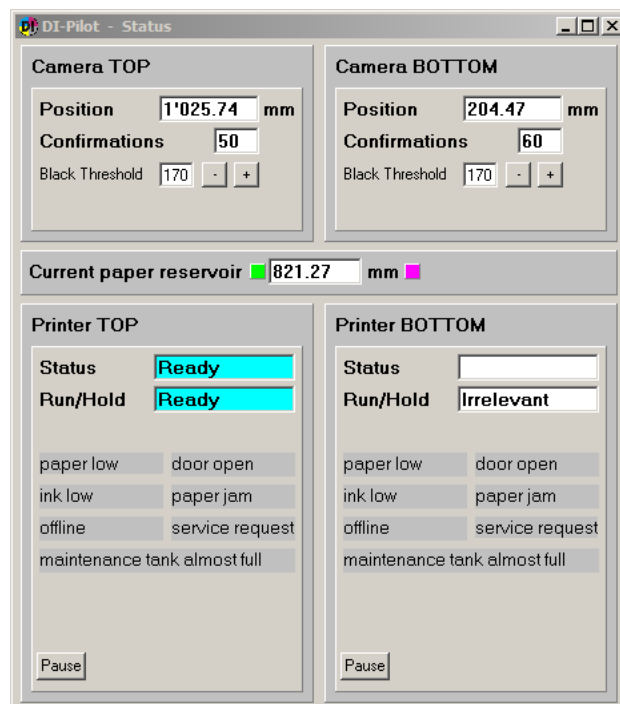 DI-Pilot - Status
Camera TOP
Position 1'025.74 mm
Confirmations 50
Black Threshold 170 - +
Camera BOTTOM
Position 204.47 mm
Confirmations 60
Black Threshold 170 - +
Current paper reservoir 821.27 mm
Printer TOP
Status Ready
Run/Hold Ready
paper low door open
ink low paper jam
offline service request
maintenance tank almost full
Pause
Printer BOTTOM
Status
Run/Hold Irrelevant
paper low door open
ink low paper jam
offline service request
maintenance tank almost full
Pause